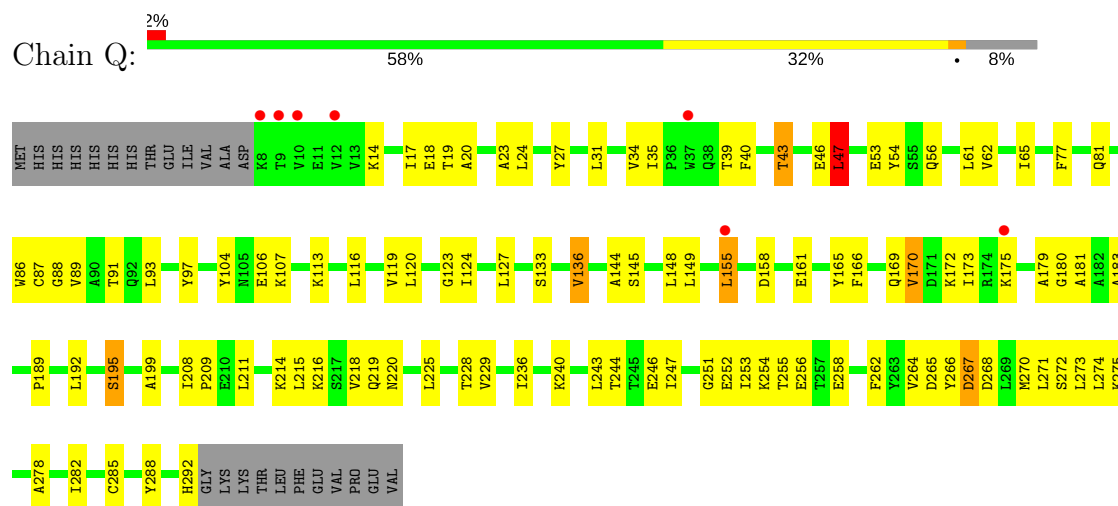 2%
Chain Q:
58% 32% • 8%
MET HIS HIS HIS HIS HIS HIS THR GLU ILE VAL ALA ASP K8 T9 V10 E11 V12 V13 K14 I17 E18 T19 A20 A23 L24 Y27 L31 V34 I35 P36 W37 Q38 T39 F40 T43 E46 L47 E53 Y54 S55 Q56 L61 V62 I65 F77 Q81
W86 C87 G88 V89 A90 T91 Q92 L93 Y97 Y104 N105 E106 K107 K113 L116 V119 L120 G123 I124 L127 S133 V136 A144 S145 L148 L149 L155 D158 E161 Y165 F166 Q169 V170 D171 K172 I173 R174 K175 A179 G180 A181 A182 A183
P189 L192 S195 A199 I208 P209 E210 L211 K214 L215 K216 S217 V218 Q219 N220 L225 T228 V229 I236 K240 L243 T244 T245 E246 I247 G251 E252 I253 K254 T255 E256 T257 E258 F262 Y263 V264 D265 Y266 D267 D268 L269 M270 L271 S272 L273 L274 K275
A278 I282 C285 Y288 H292 GLY LYS LYS THR LEU PHE GLU VAL PRO GLU VAL